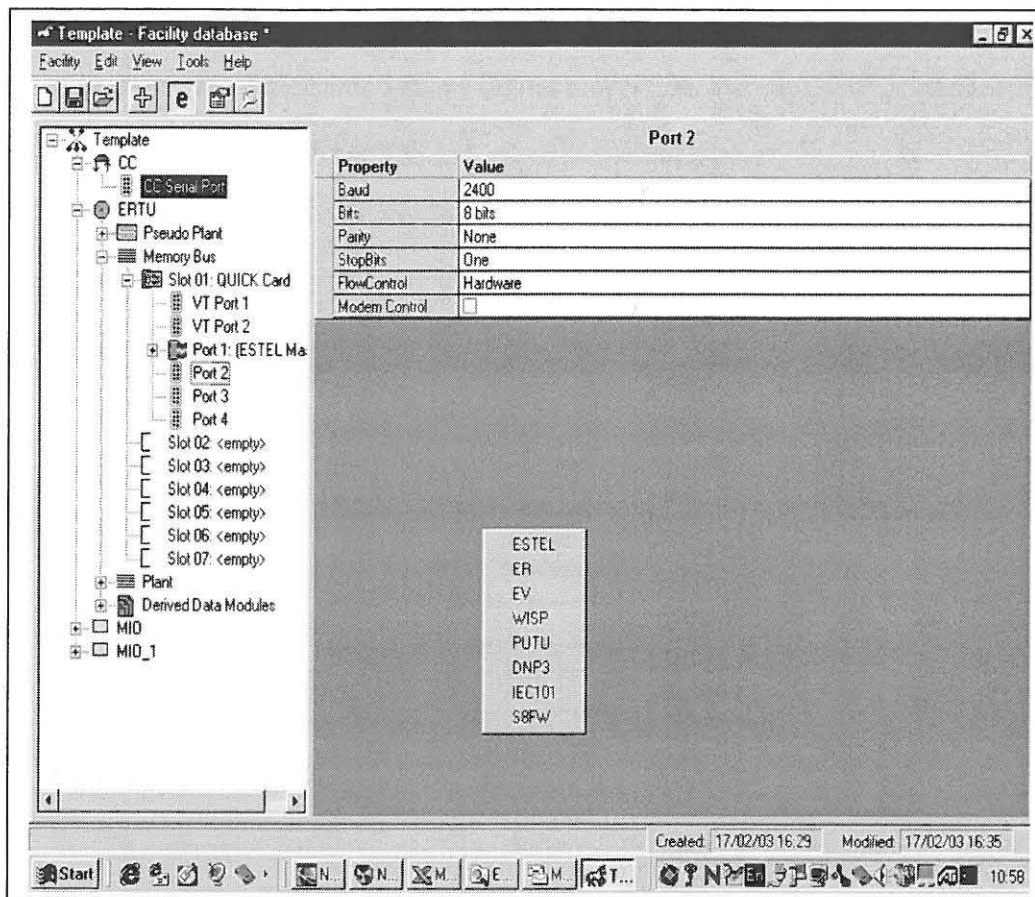 Template - Facility database *
Facility Edit View Tools Help
e
Template
CC
CC Serial Port
ERTU
Pseudo Plant
Memory Bus
Slot 01: QUICK Card
VT Port 1
VT Port 2
Port 1: (ESTEL Ma
Port 2
Port 3
Port 4
Slot 02: <empty>
Slot 03: <empty>
Slot 04: <empty>
Slot 05: <empty>
Slot 06: <empty>
Slot 07: <empty>
Plant
Derived Data Modules
MIO
MIO_1
Port 2
Property Value
Baud 2400
Bits 8 bits
Parity None
StopBits One
FlowControl Hardware
Modem Control
ESTEL
ER
EV
WISP
PUTU
DNP3
IEC101
S8FW
Created: 17/02/03 16:29 Modified: 17/02/03 16:35
Start N... N... M... E... M... T... En 10:58